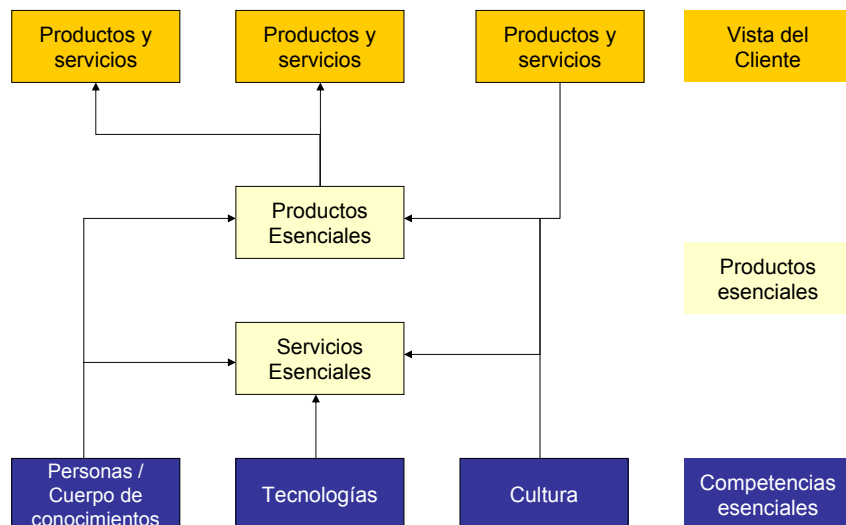 Productos y
servicios
Productos y
servicios
Productos y
servicios
Vista del
Cliente
Productos
Esenciales
Productos
esenciales
Servicios
Esenciales
Personas /
Cuerpo de
conocimientos
Tecnologías
Cultura
Competencias
esenciales